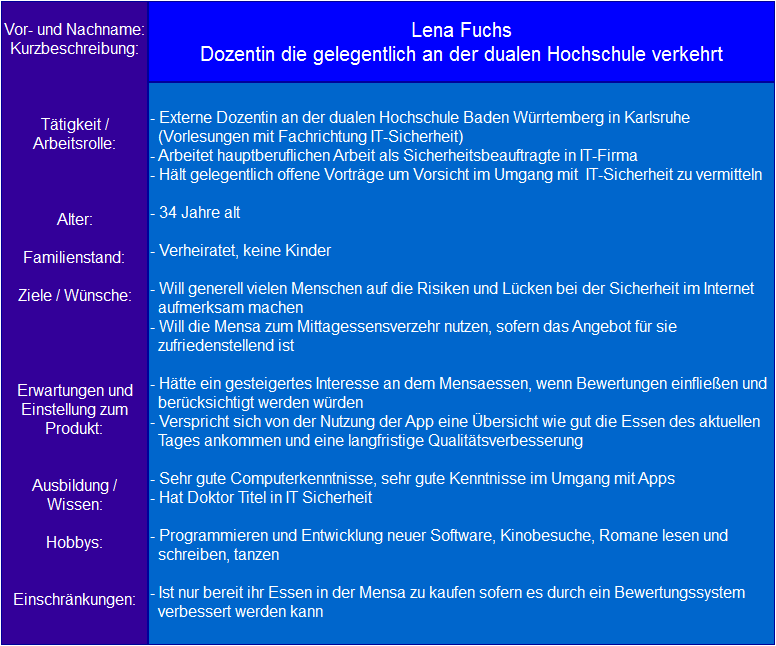 Vor- und Nachname:
Kurzbeschreibung:
Lena Fuchs
Dozentin die gelegentlich an der dualen Hochschule verkehrt
Tätigkeit /
Arbeitsrolle:
- Externe Dozentin an der dualen Hochschule Baden Würrtemberg in Karlsruhe
(Vorlesungen mit Fachrichtung IT-Sicherheit)
- Arbeitet hauptberuflichen Arbeit als Sicherheitsbeauftragte in IT-Firma
- Hält gelegentlich offene Vorträge um Vorsicht im Umgang mit IT-Sicherheit zu vermitteln
Alter:
- 34 Jahre alt
Familienstand:
- Verheiratet, keine Kinder
Ziele / Wünsche:
- Will generell vielen Menschen auf die Risiken und Lücken bei der Sicherheit im Internet
aufmerksam machen
- Will die Mensa zum Mittagessensverzehr nutzen, sofern das Angebot für sie
zufriedenstellend ist
Erwartungen und
Einstellung zum
Produkt:
- Hätte ein gesteigertes Interesse an dem Mensaessen, wenn Bewertungen einfließen und
berücksichtigt werden würden
- Verspricht sich von der Nutzung der App eine Übersicht wie gut die Essen des aktuellen
Tages ankommen und eine langfristige Qualitätsverbesserung
Ausbildung /
Wissen:
- Sehr gute Computerkenntnisse, sehr gute Kenntnisse im Umgang mit Apps
- Hat Doktor Titel in IT Sicherheit
Hobbys:
- Programmieren und Entwicklung neuer Software, Kinobesuche, Romane lesen und
schreiben, tanzen
Einschränkungen:
- Ist nur bereit ihr Essen in der Mensa zu kaufen sofern es durch ein Bewertungssystem
verbessert werden kann